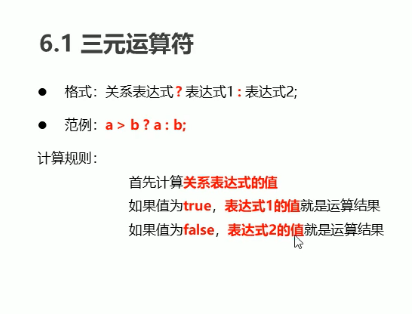 6.1 三元运算符
● 格式：关系表达式 ? 表达式1 : 表达式2;
● 范例：a > b ? a : b;
计算规则：
首先计算关系表达式的值
如果值为true，表达式1的值就是运算结果
如果值为false，表达式2的值就是运算结果